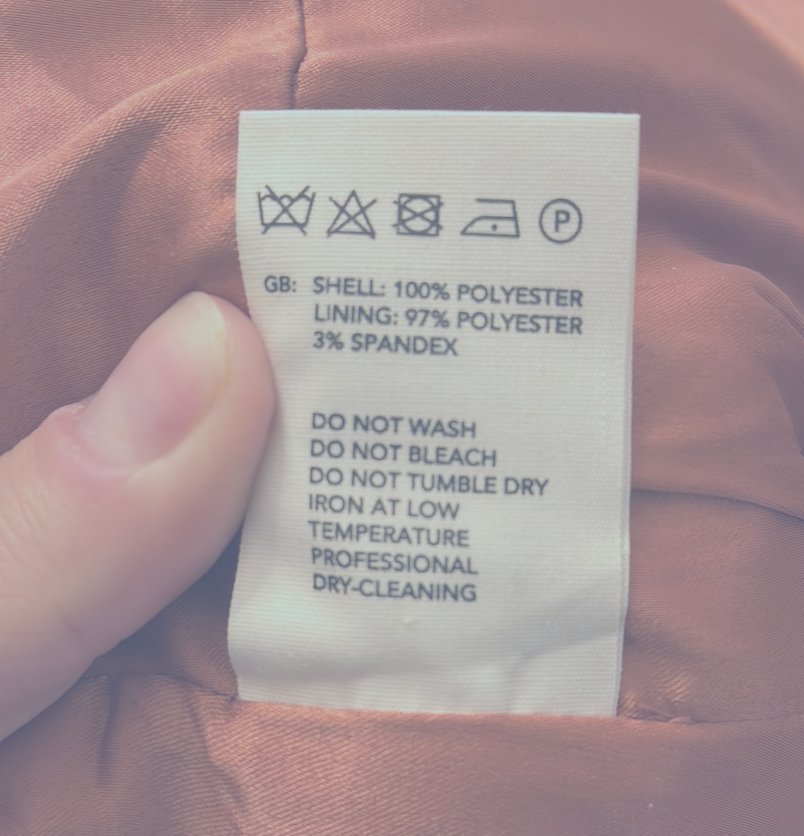 P
GB: SHELL: 100% POLYESTER
LINING: 97% POLYESTER
3% SPANDEX
DO NOT WASH
DO NOT BLEACH
DO NOT TUMBLE DRY
IRON AT LOW
TEMPERATURE
PROFESSIONAL
DRY-CLEANING